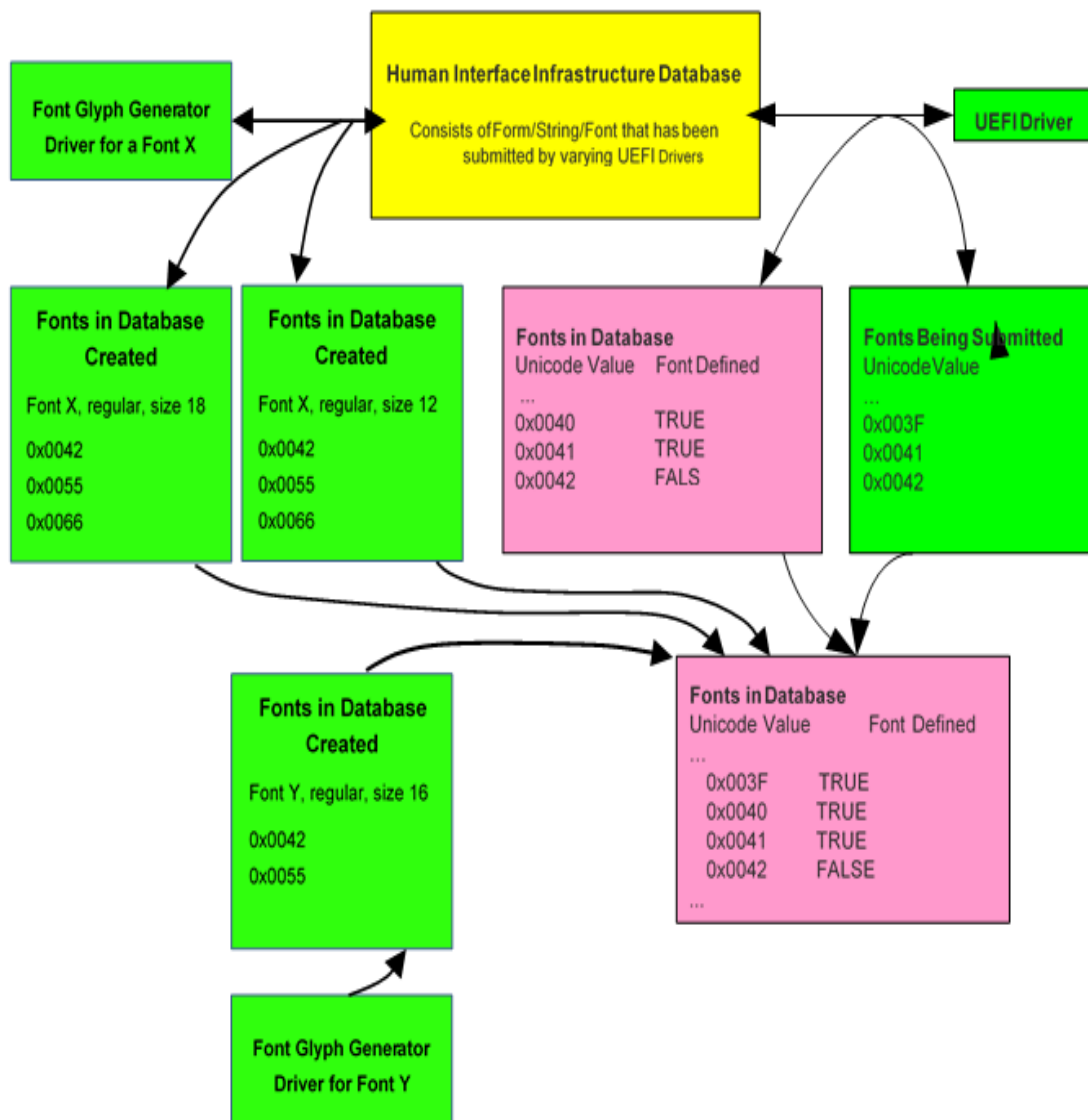 Human Interface Infrastructure Database
Consists of Form/String/Font that has been
submitted by varying UEFI Drivers
Font Glyph Generator
Driver for a Font X
UEFI Driver
Fonts in Database
Created
Font X, regular, size 18
0x0042
0x0055
0x0066
Fonts in Database
Created
Font X, regular, size 12
0x0042
0x0055
0x0066
Fonts in Database
Unicode Value Font Defined
...
0x0040 TRUE
0x0041 TRUE
0x0042 FALS
Fonts Being Submitted
Unicode Value
...
0x003F
0x0041
0x0042
Fonts in Database
Created
Font Y, regular, size 16
0x0042
0x0055
Fonts in Database
Unicode Value Font Defined
...
0x003F TRUE
0x0040 TRUE
0x0041 TRUE
0x0042 FALSE
...
Font Glyph Generator
Driver for Font Y